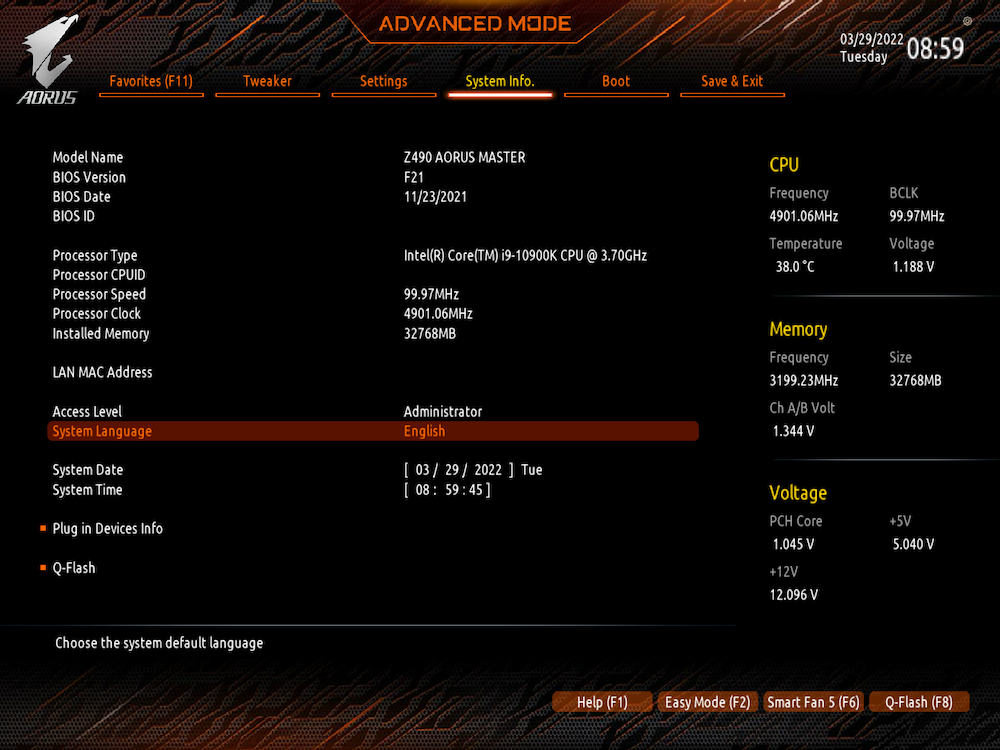 ADVANCED MODE
AORUS
03/29/2022
Tuesday
08:59
Favorites (F11) Tweaker Settings System Info. Boot Save & Exit
Model Name Z490 AORUS MASTER
BIOS Version F21
BIOS Date 11/23/2021
BIOS ID
Processor Type Intel(R) Core(TM) i9-10900K CPU @ 3.70GHz
Processor CPUID
Processor Speed 99.97MHz
Processor Clock 4901.06MHz
Installed Memory 32768MB
LAN MAC Address
Access Level Administrator
System Language English
System Date [ 03 / 29 / 2022 ] Tue
System Time [ 08 : 59 : 45 ]
Plug in Devices Info
Q-Flash
Choose the system default language
CPU
Frequency BCLK
4901.06MHz 99.97MHz
Temperature Voltage
38.0 °C 1.188 V
Memory
Frequency Size
3199.23MHz 32768MB
Ch A/B Volt
1.344 V
Voltage
PCH Core +5V
1.045 V 5.040 V
+12V
12.096 V
Help (F1) Easy Mode (F2) Smart Fan 5 (F6) Q-Flash (F8)